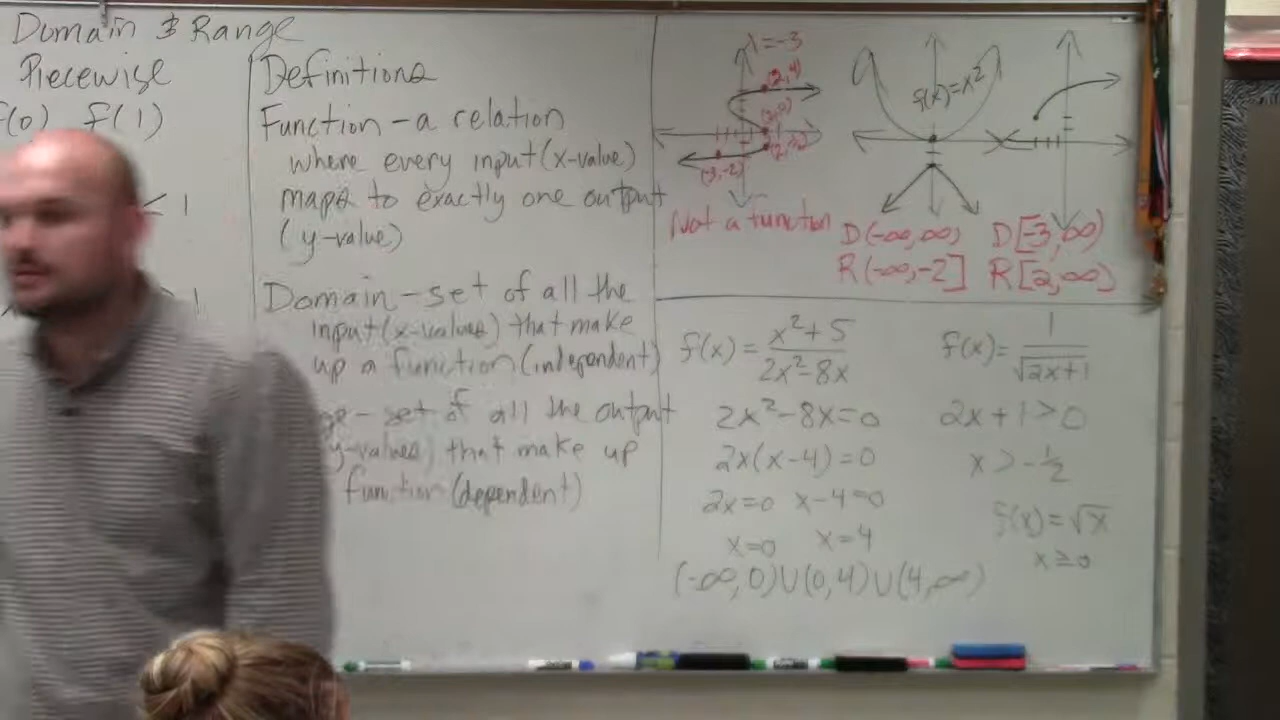 Domain & Range
Piecewise
f(0) f(1)
< 1
1
Definitions
Function - a relation
where every input (x-value)
maps to exactly one output
(y-value)
Domain - set of all the
input (x-values) that make
up a function (independent)
ge - set of all the output
y-values) that make up
function (dependent)
=-3
(2,4)
(2,0)
(-3,-2)
Not a function
f(x)=x²
D(-∞,∞)
R(-∞,-2]
D[-3,∞)
R[2,∞)
f(x)= x²+5 / 2x²-8x
2x²-8x=0
2x(x-4)=0
2x=0 x-4=0
x=0 x=4
(-∞,0)U(0,4)U(4,∞)
f(x)= 1 / √2x+1
2x+1>0
x>-1/2
f(x)=√x
x≥0